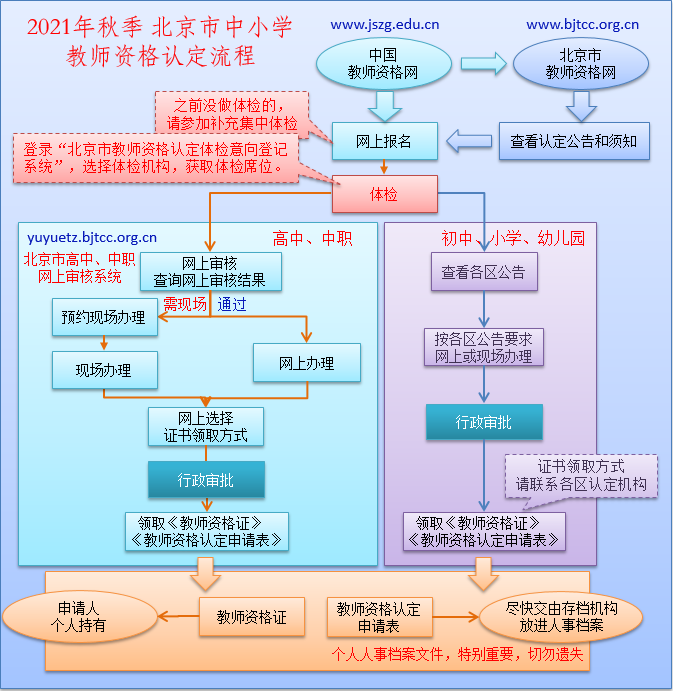 2021年秋季 北京市中小学
教师资格认定流程
www.jszg.edu.cn
www.bjtcc.org.cn
中国
教师资格网
北京市
教师资格网
之前没做体检的，
请参加补充集中体检
网上报名
查看认定公告和须知
登录“北京市教师资格认定体检意向登记
系统”，选择体检机构，获取体检席位。
体检
yuyuetz.bjtcc.org.cn
高中、中职
北京市高中、中职
网上审核系统
网上审核
查询网上审核结果
需现场
通过
预约现场办理
现场办理
网上办理
网上选择
证书领取方式
行政审批
领取《教师资格证》
《教师资格认定申请表》
初中、小学、幼儿园
查看各区公告
按各区公告要求
网上或现场办理
行政审批
证书领取方式
请联系各区认定机构
领取《教师资格证》
《教师资格认定申请表》
申请人
个人持有
教师资格证
教师资格认定
申请表
尽快交由存档机构
放进人事档案
个人人事档案文件，特别重要，切勿遗失